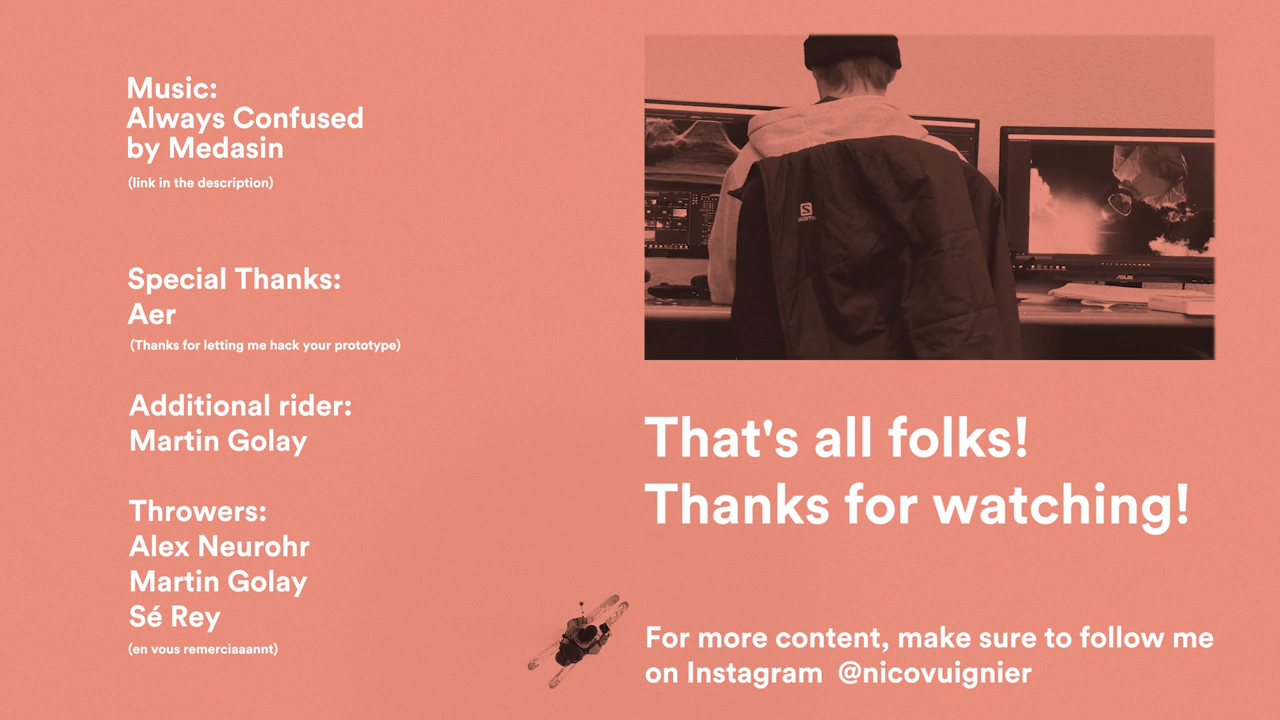 Music:
Always Confused
by Medasin
(link in the description)
Special Thanks:
Aer
(Thanks for letting me hack your prototype)
Additional rider:
Martin Golay
Throwers:
Alex Neurohr
Martin Golay
Sé Rey
(en vous remerciaaannt)
That's all folks!
Thanks for watching!
For more content, make sure to follow me
on Instagram @nicovuignier
ASUS